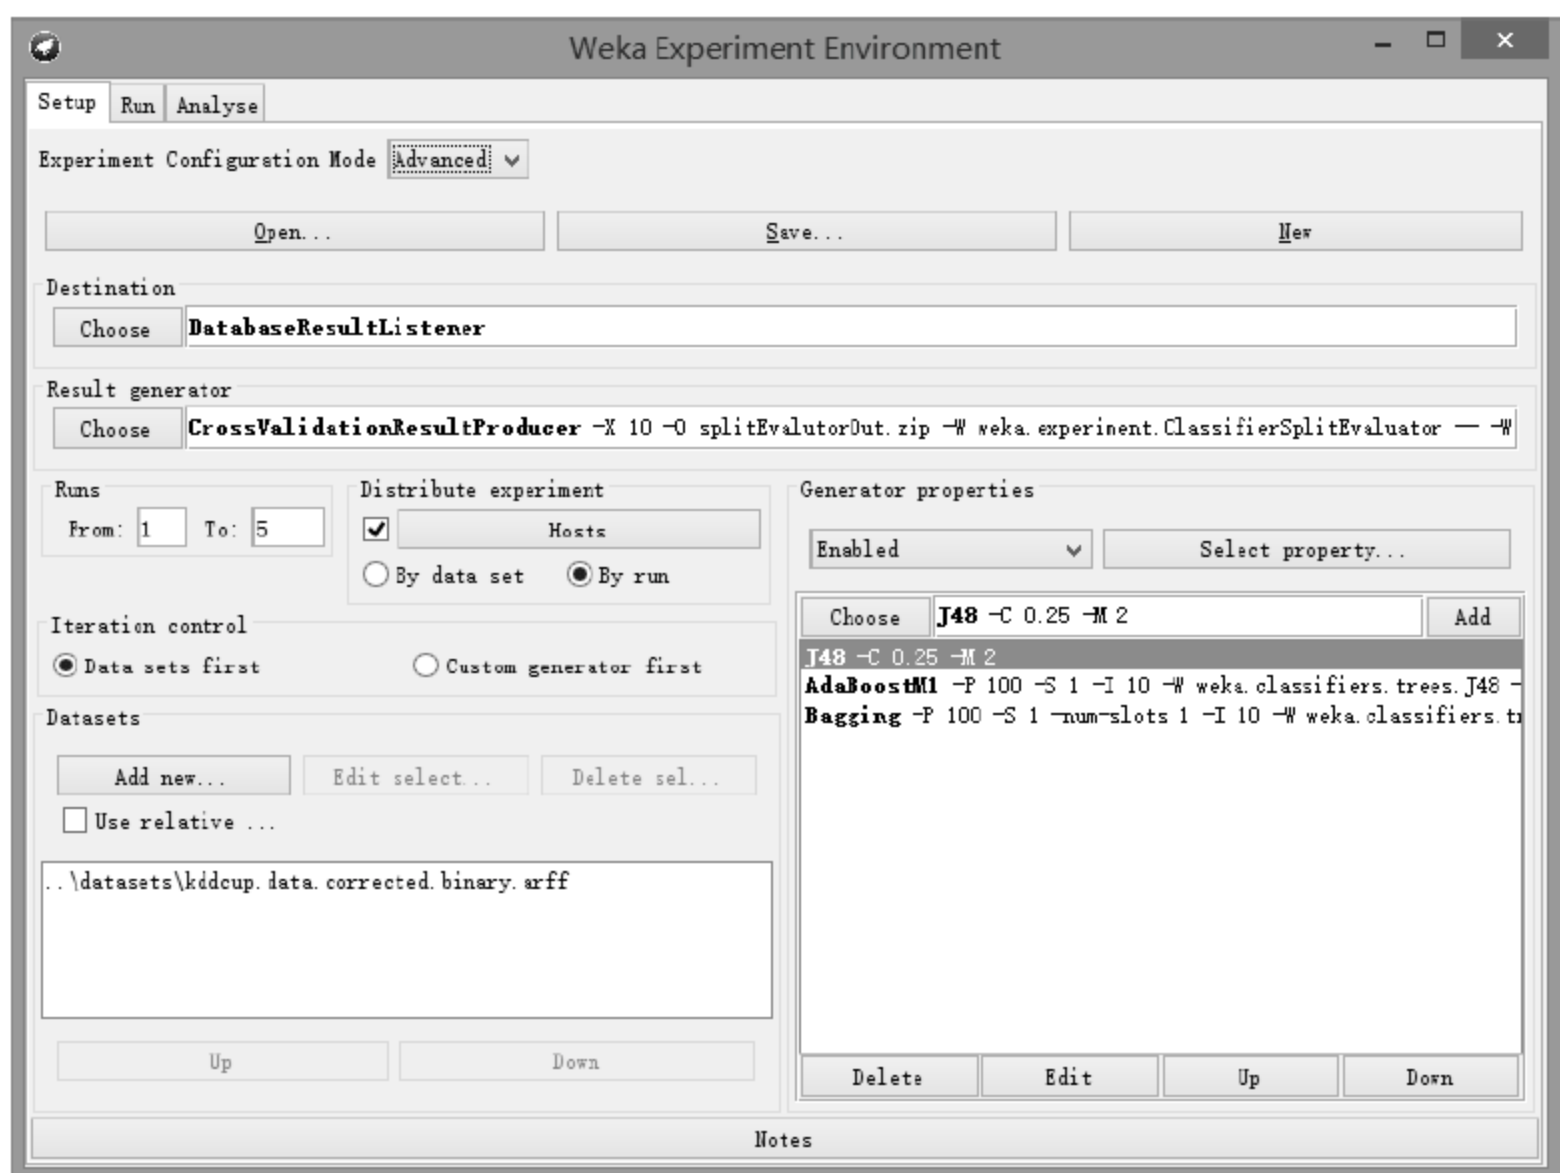 Weka Experiment Environment
Setup Run Analyse
Experiment Configuration Mode Advanced
Open... Save... New
Destination
Choose DatabaseResultListener
Result generator
Choose CrossValidationResultProducer -X 10 -O splitEvalutorOut.zip -W weka.experiment.ClassifierSplitEvaluator -- -W
Runs
From: 1 To: 5
Distribute experiment
Hosts
By data set By run
Generator properties
Enabled Select property...
Choose J48 -C 0.25 -M 2 Add
J48 -C 0.25 -M 2
AdaBoostM1 -P 100 -S 1 -I 10 -W weka.classifiers.trees.J48 -
Bagging -P 100 -S 1 -num-slots 1 -I 10 -W weka.classifiers.tr
Iteration control
Data sets first Custom generator first
Datasets
Add new... Edit select... Delete sel...
Use relative ...
..\datasets\kddcup.data.corrected.binary.arff
Up Down
Delete Edit Up Down
Notes